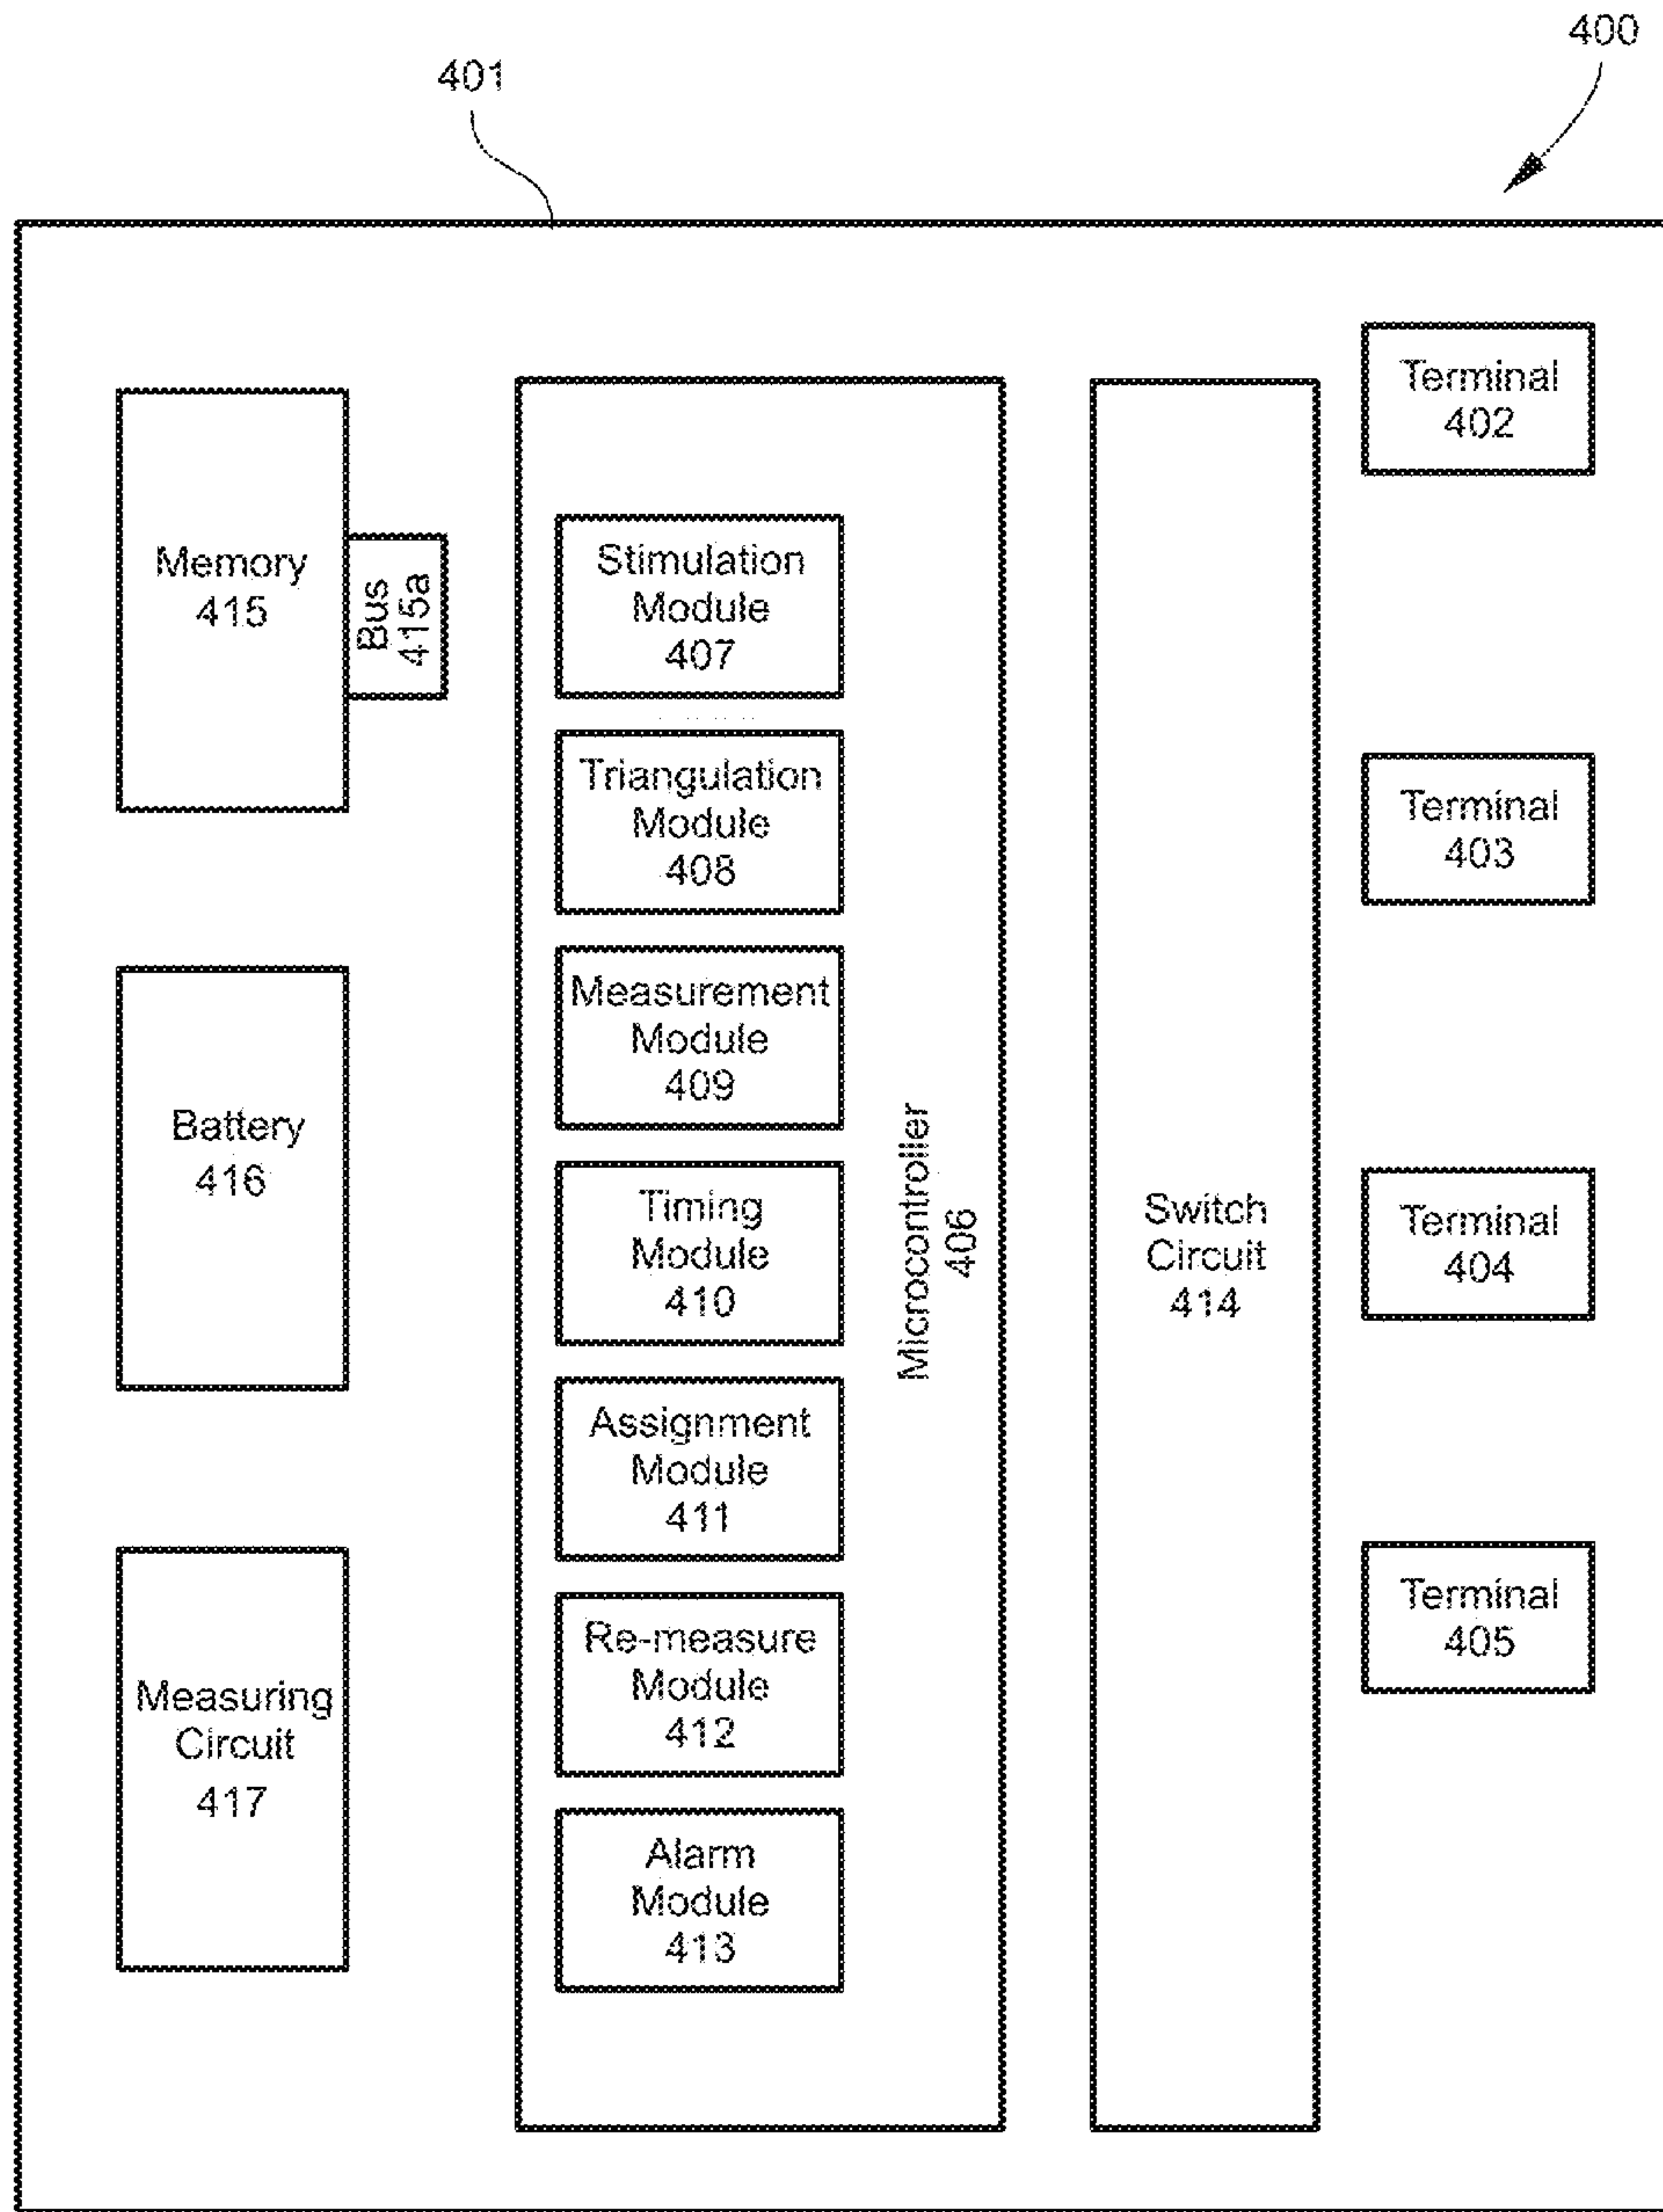 400
401
Memory
415
Bus
415a
Battery
416
Measuring
Circuit
417
Stimulation
Module
407
Triangulation
Module
408
Measurement
Module
409
Timing
Module
410
Assignment
Module
411
Re-measure
Module
412
Alarm
Module
413
Microcontroller
406
Switch
Circuit
414
Terminal
402
Terminal
403
Terminal
404
Terminal
405